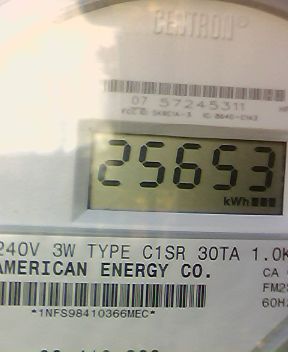 CENTRON®
07 57245311
25653
kWh
240V 3W TYPE C1SR 30TA 1.0K
AMERICAN ENERGY CO.
CA
FM2S
60H
*1NFS98410366MEC*